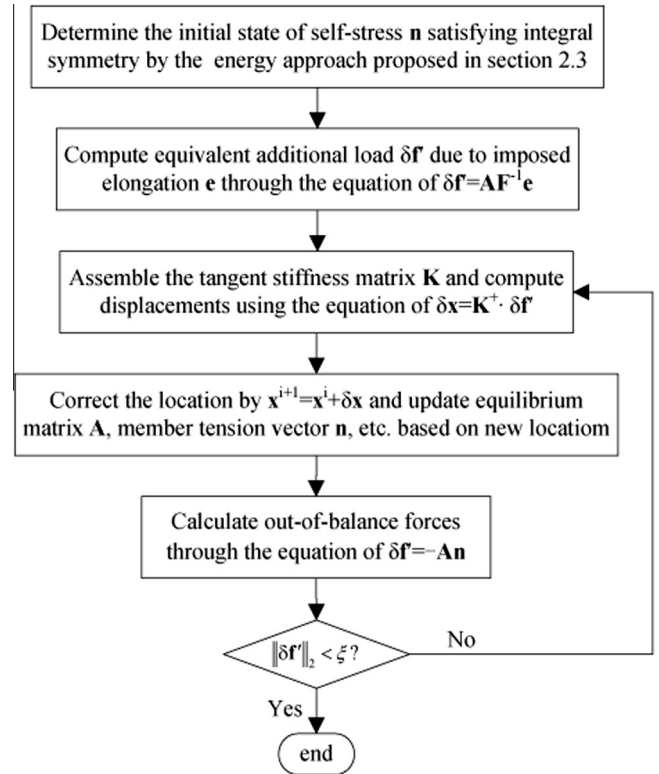 Determine the initial state of self-stress n satisfying integral
symmetry by the energy approach proposed in section 2.3
Compute equivalent additional load δf' due to imposed
elongation e through the equation of δf'=AF⁻¹e
Assemble the tangent stiffness matrix K and compute
displacements using the equation of δx=K⁺· δf'
Correct the location by xⁱ⁺¹=xⁱ+δx and update equilibrium
matrix A, member tension vector n, etc. based on new locatiom
Calculate out-of-balance forces
through the equation of δf'=−An
‖δf′‖₂ < ξ?
No
Yes
end